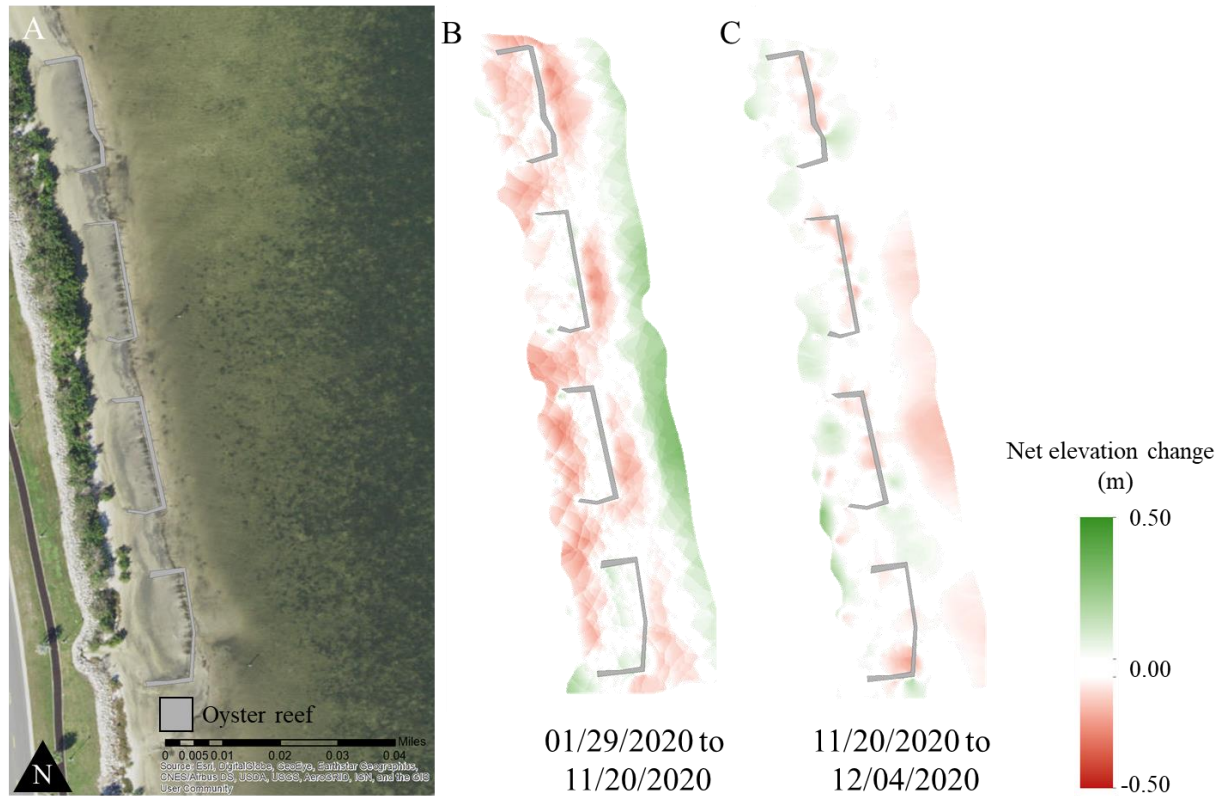 A
B
C
Net elevation change
(m)
0.50
0.00
-0.50
Oyster reef
Miles
0 0.005 0.01 0.02 0.03 0.04
Source: Esri, DigitalGlobe, GeoEye, Earthstar Geographics,
CNES/Airbus DS, USDA, USGS, AeroGRID, IGN, and the GIS
User Community
N
01/29/2020 to
11/20/2020
11/20/2020 to
12/04/2020